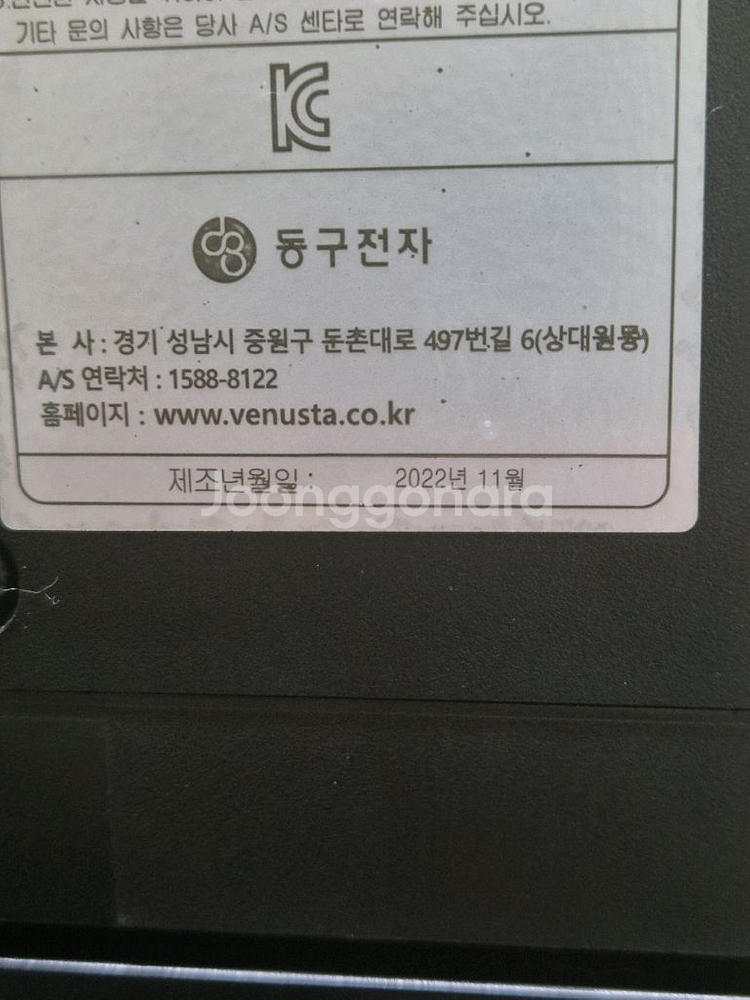 기타 문의 사항은 당사 A/S 센타로 연락해 주십시오.
KC
동구전자
본 사 : 경기 성남시 중원구 둔촌대로 497번길 6(상대원동)
A/S 연락처 : 1588-8122
홈페이지 : www.venusta.co.kr
제조년월일 : 2022년 11월
Joonggonara